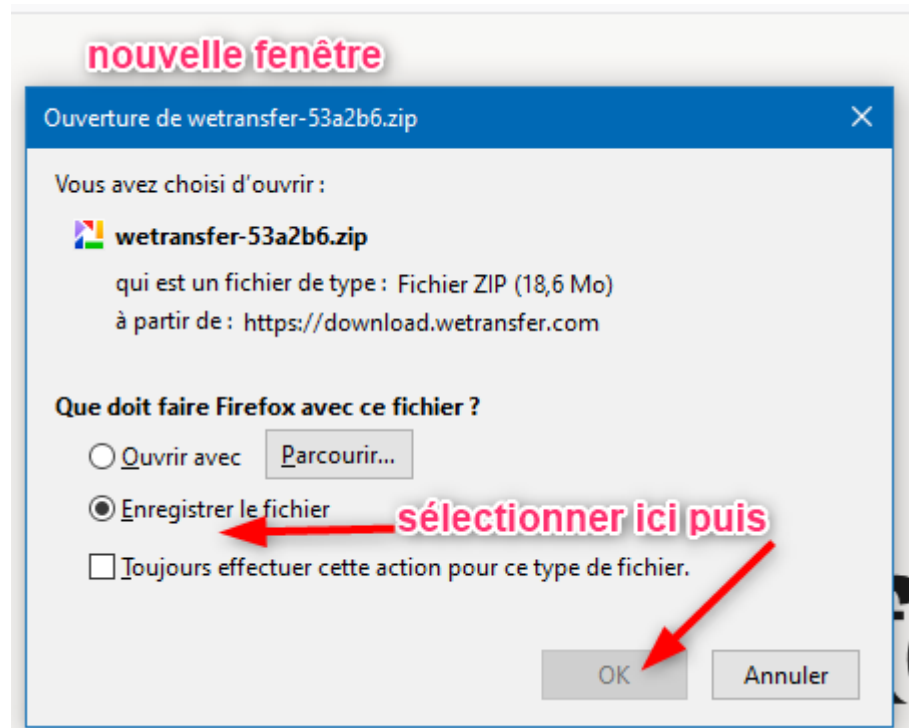 nouvelle fenêtre
Ouverture de wetransfer-53a2b6.zip
Vous avez choisi d'ouvrir :
wetransfer-53a2b6.zip
qui est un fichier de type : Fichier ZIP (18,6 Mo)
à partir de : https://download.wetransfer.com
Que doit faire Firefox avec ce fichier ?
Ouvrir avec Parcourir...
Enregistrer le fichier
sélectionner ici puis
Toujours effectuer cette action pour ce type de fichier.
OK Annuler